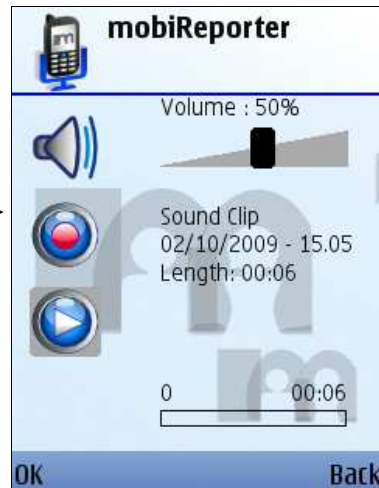 mobiReporter
Volume : 50%
Sound Clip
02/10/2009 - 15.05
Length: 00:06
0 00:06
OK Back